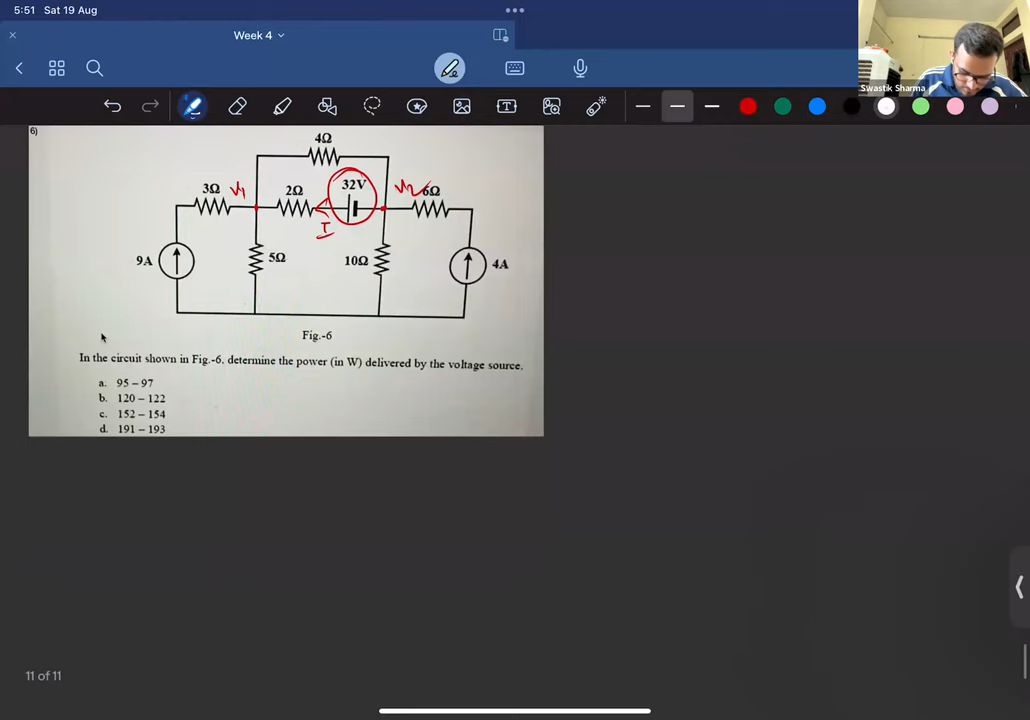 5:51 Sat 19 Aug
Week 4
Swastik Sharma
6)
4Ω
3Ω V1 2Ω 32V V2 6Ω
I
9A 5Ω 10Ω 4A
Fig.-6
In the circuit shown in Fig.-6, determine the power (in W) delivered by the voltage source.
a. 95 – 97
b. 120 – 122
c. 152 – 154
d. 191 – 193
11 of 11